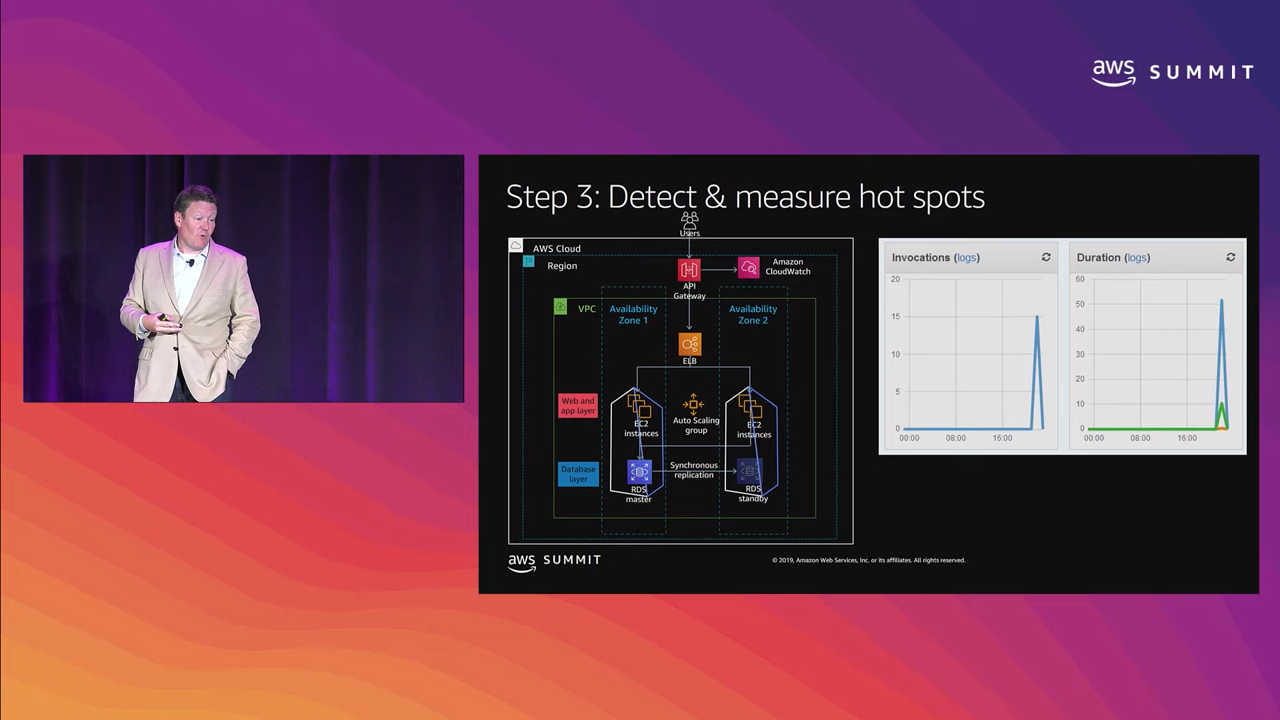 aws SUMMIT
Step 3: Detect & measure hot spots
Users
AWS Cloud
Region
API
Gateway
Amazon
CloudWatch
VPC
Availability
Zone 1
Availability
Zone 2
ELB
Web and
app layer
EC2
instances
Auto Scaling
group
EC2
instances
Database
layer
RDS
master
Synchronous
replication
RDS
standby
Invocations (logs)
20
15
10
5
0
00:00 08:00 16:00
Duration (logs)
60
50
40
30
20
10
0
00:00 08:00 16:00
aws SUMMIT
© 2019, Amazon Web Services, Inc. or its affiliates. All rights reserved.